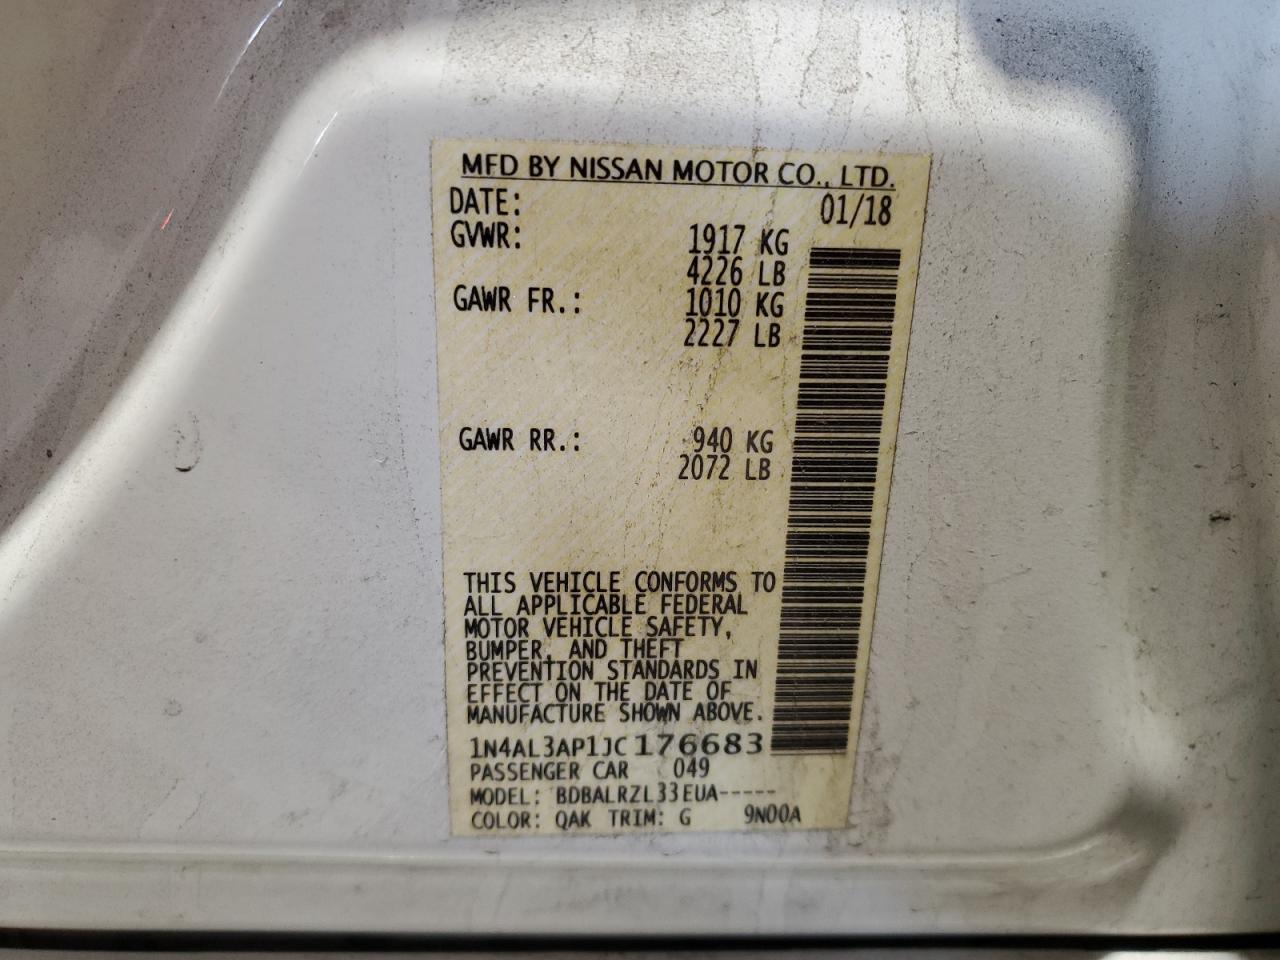 MFD BY NISSAN MOTOR CO., LTD.
DATE: 01/18
GVWR: 1917 KG
4226 LB
GAWR FR.: 1010 KG
2227 LB
GAWR RR.: 940 KG
2072 LB
THIS VEHICLE CONFORMS TO
ALL APPLICABLE FEDERAL
MOTOR VEHICLE SAFETY,
BUMPER, AND THEFT
PREVENTION STANDARDS IN
EFFECT ON THE DATE OF
MANUFACTURE SHOWN ABOVE.
1N4AL3AP1JC176683
PASSENGER CAR 049
MODEL: BDBALRZL33EUA-----
COLOR: QAK TRIM: G 9N00A